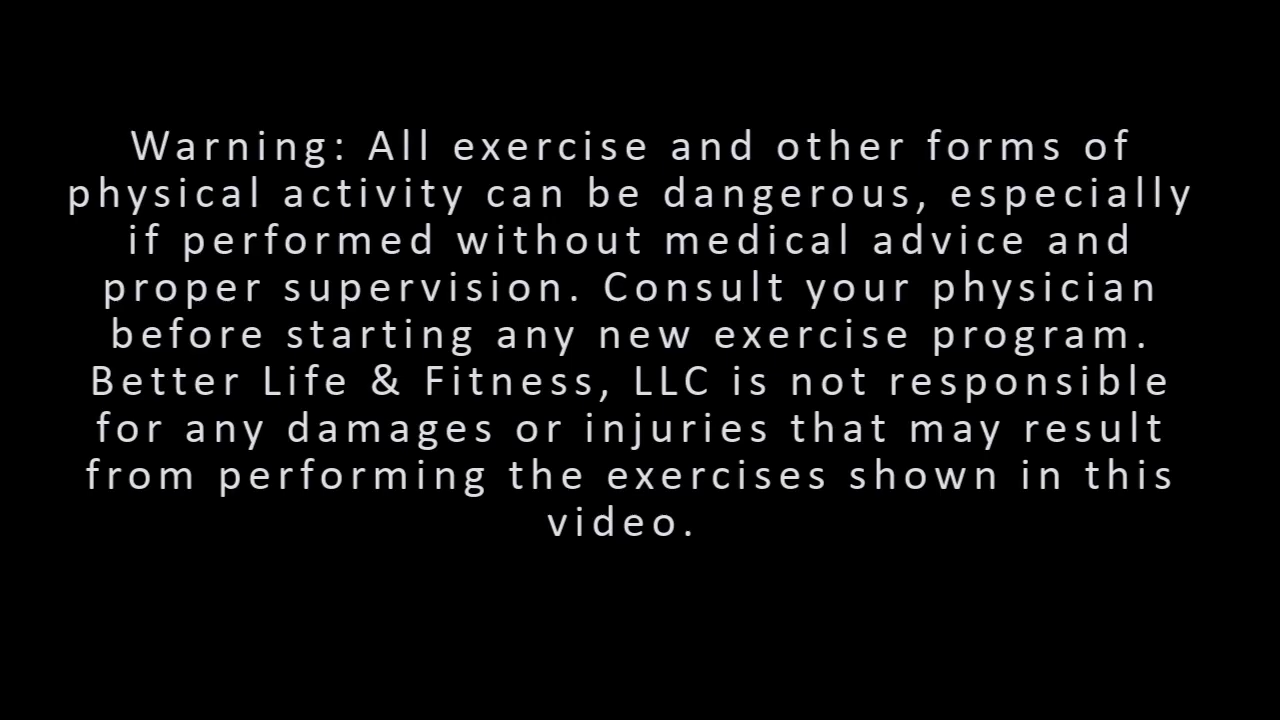 Warning: All exercise and other forms of
physical activity can be dangerous, especially
if performed without medical advice and
proper supervision. Consult your physician
before starting any new exercise program.
Better Life & Fitness, LLC is not responsible
for any damages or injuries that may result
from performing the exercises shown in this
video.